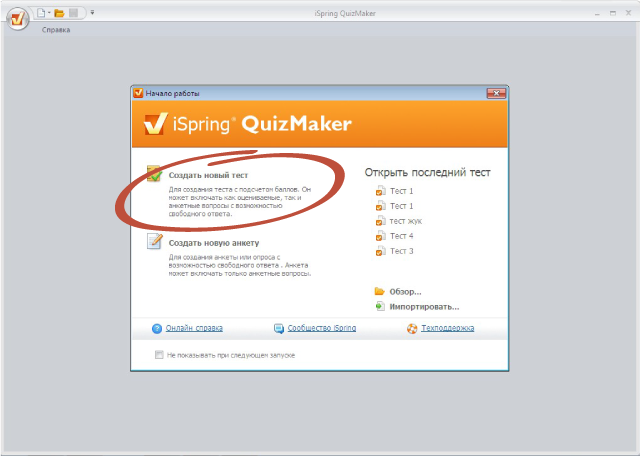 iSpring QuizMaker
Справка
Начало работы
iSpring® QuizMaker
Создать новый тест
Для создания теста с подсчетом баллов. Он
может включать как оцениваемые, так и
анкетные вопросы с возможностью
свободного ответа.
Создать новую анкету
Для создания анкеты или опроса с
возможностью свободного ответа . Анкета
может включать только анкетные вопросы.
Открыть последний тест
Тест 1
Тест 1
тест жук
Тест 4
Тест 3
Обзор...
Импортировать...
Онлайн справка
Сообщество iSpring
Техподдержка
Не показывать при следующем запуске